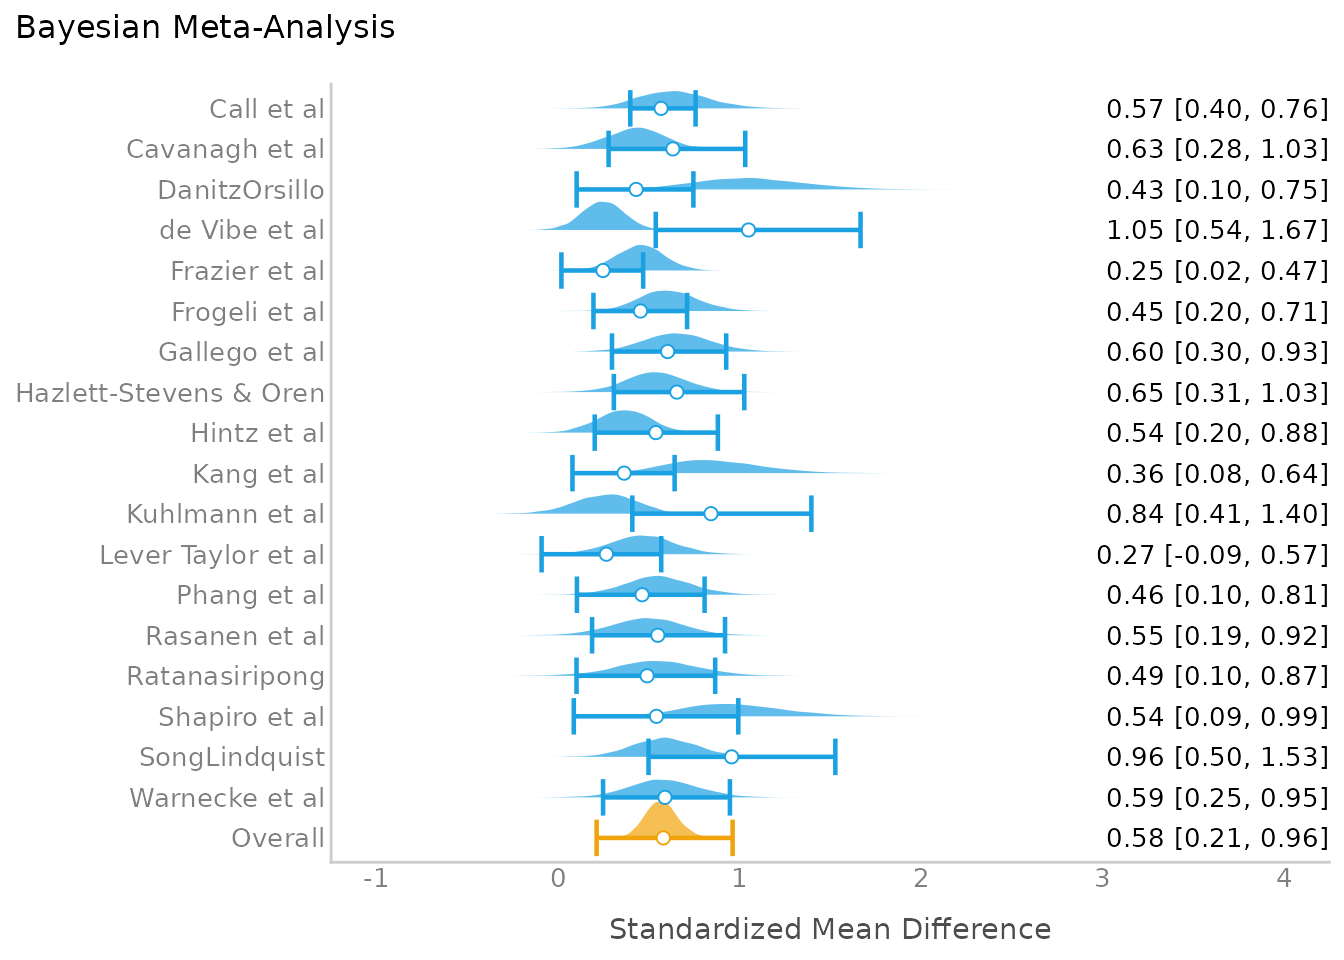 Bayesian Meta-Analysis
Call et al 0.57 [0.40, 0.76]
Cavanagh et al 0.63 [0.28, 1.03]
DanitzOrsillo 0.43 [0.10, 0.75]
de Vibe et al 1.05 [0.54, 1.67]
Frazier et al 0.25 [0.02, 0.47]
Frogeli et al 0.45 [0.20, 0.71]
Gallego et al 0.60 [0.30, 0.93]
Hazlett-Stevens & Oren 0.65 [0.31, 1.03]
Hintz et al 0.54 [0.20, 0.88]
Kang et al 0.36 [0.08, 0.64]
Kuhlmann et al 0.84 [0.41, 1.40]
Lever Taylor et al 0.27 [-0.09, 0.57]
Phang et al 0.46 [0.10, 0.81]
Rasanen et al 0.55 [0.19, 0.92]
Ratanasiripong 0.49 [0.10, 0.87]
Shapiro et al 0.54 [0.09, 0.99]
SongLindquist 0.96 [0.50, 1.53]
Warnecke et al 0.59 [0.25, 0.95]
Overall 0.58 [0.21, 0.96]
-1 0 1 2 3 4
Standardized Mean Difference